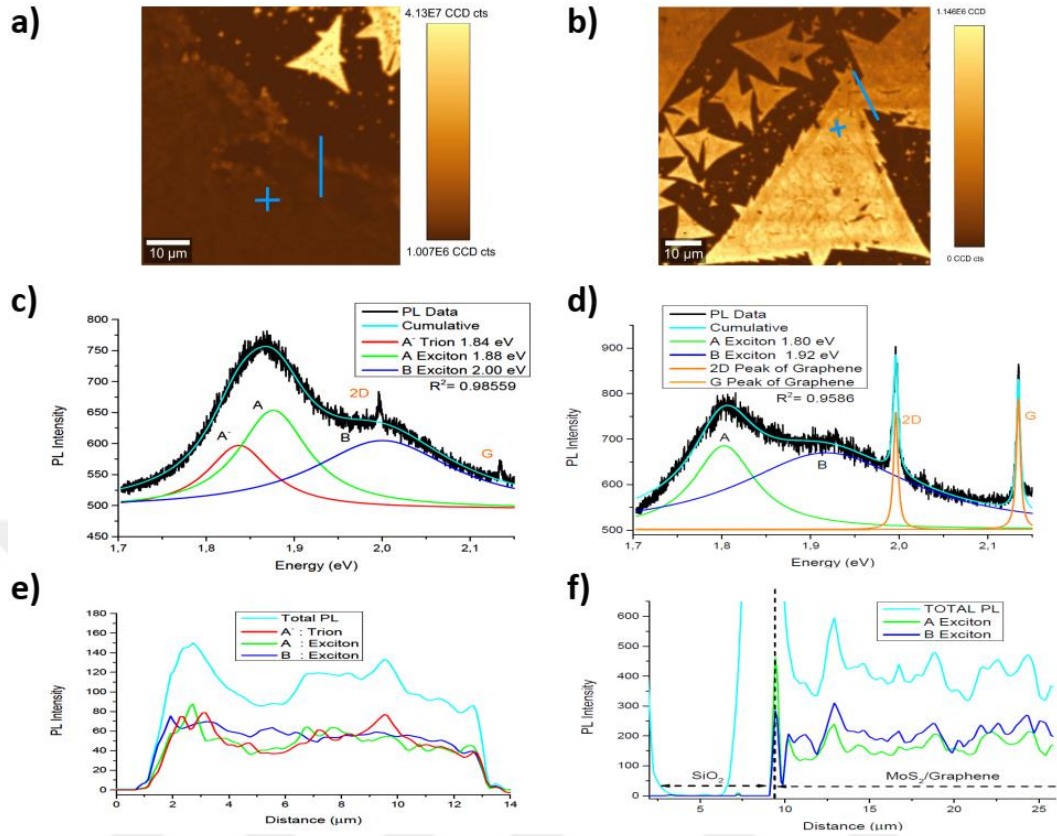 a)
4.13E7 CCD cts
10 µm
1.007E6 CCD cts
b)
1.146E6 CCD
10 µm
0 CCD cts
c)
PL Data
Cumulative
A⁻ Trion 1.84 eV
A Exciton 1.88 eV
B Exciton 2.00 eV
R²= 0.98559
2D
A
A⁻
B
G
800
750
700
650
600
550
500
450
PL Intensity
1,7 1,8 1,9 2,0 2,1
Energy (eV)
d)
PL Data
Cumulative
A Exciton 1.80 eV
B Exciton 1.92 eV
2D Peak of Graphene
G Peak of Graphene
R²= 0.9586
2D
G
A
B
900
800
700
600
500
PL Intensity
1,7 1,8 1,9 2,0 2,1
Energy (eV)
e)
Total PL
A⁻ : Trion
A : Exciton
B : Exciton
180
160
140
120
100
80
60
40
20
0
PL Intensity
0 2 4 6 8 10 12 14
Distance (µm)
f)
TOTAL PL
A Exciton
B Exciton
600
500
400
300
200
100
0
PL Intensity
SiO₂
MoS₂/Graphene
5 10 15 20 25
Distance (µm)